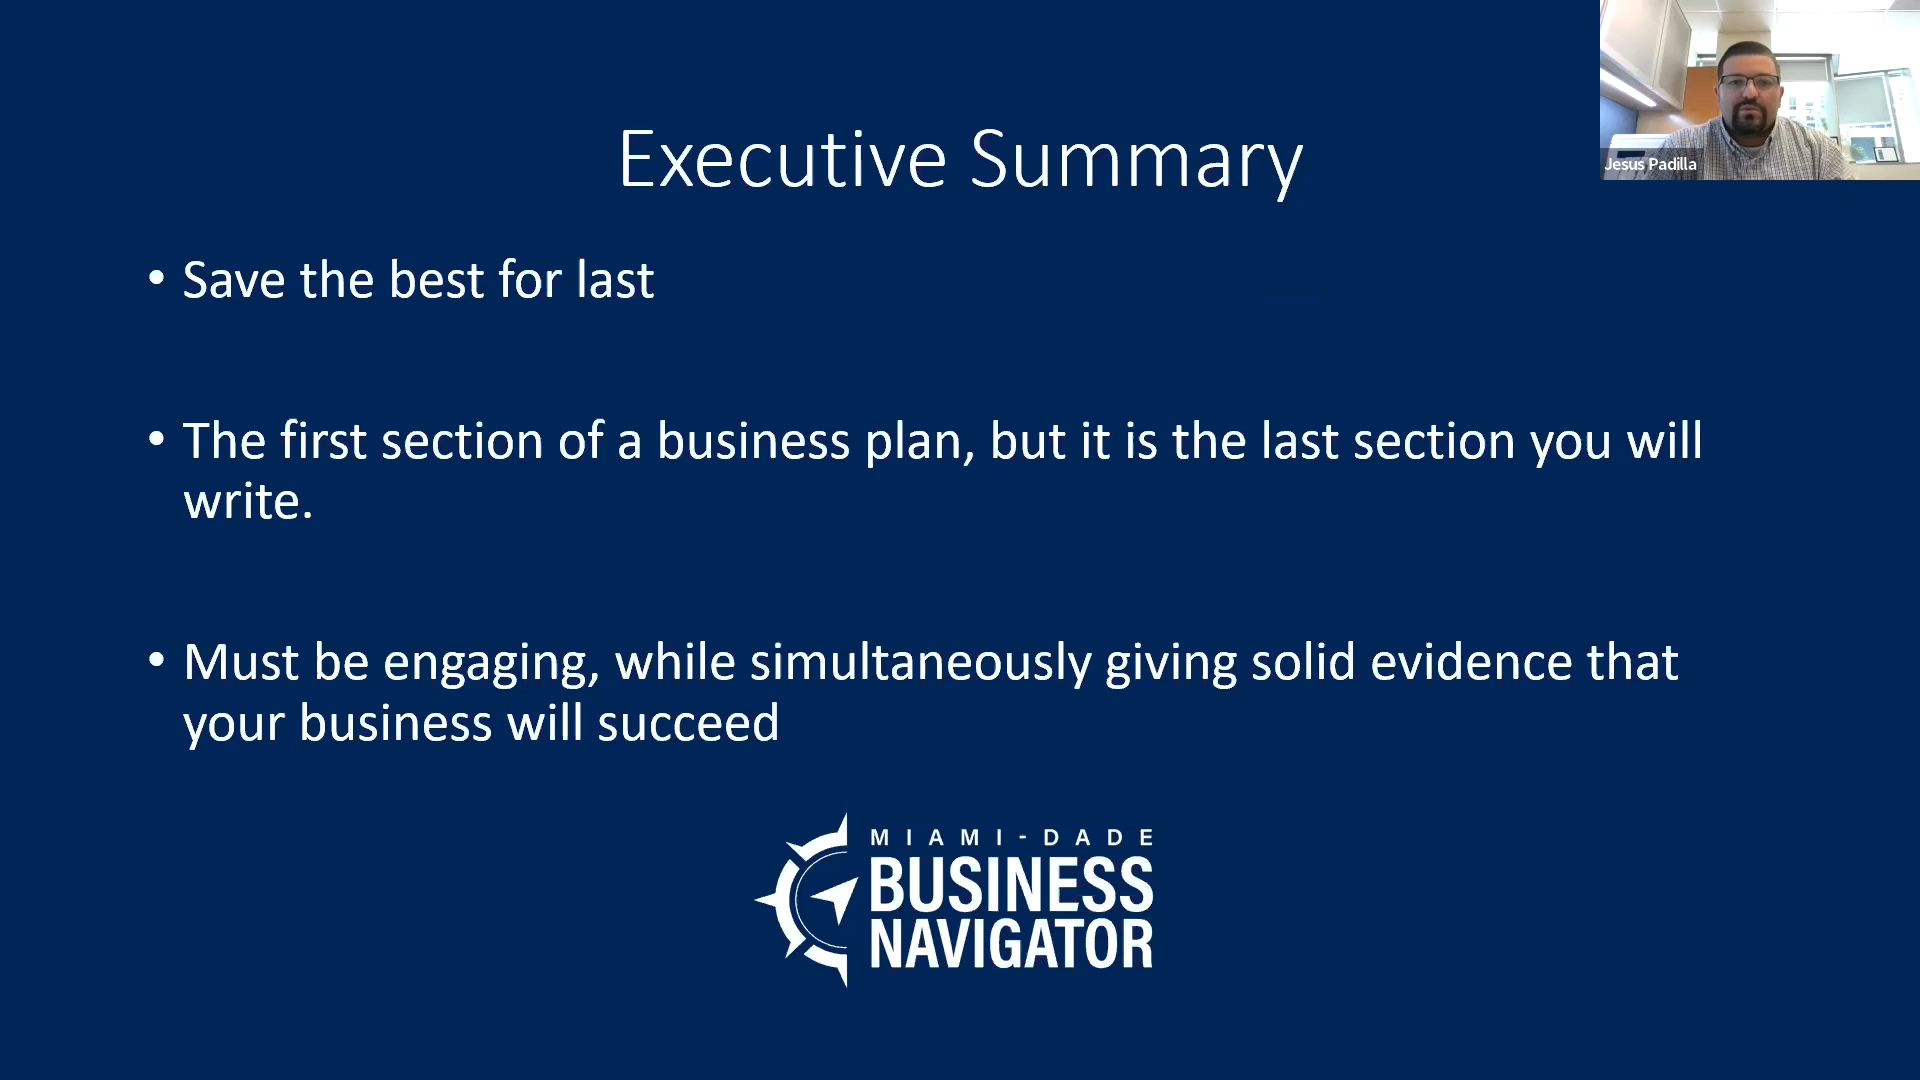 Executive Summary
Jesus Padilla
• Save the best for last
• The first section of a business plan, but it is the last section you will
write.
• Must be engaging, while simultaneously giving solid evidence that
your business will succeed
MIAMI-DADE
BUSINESS
NAVIGATOR